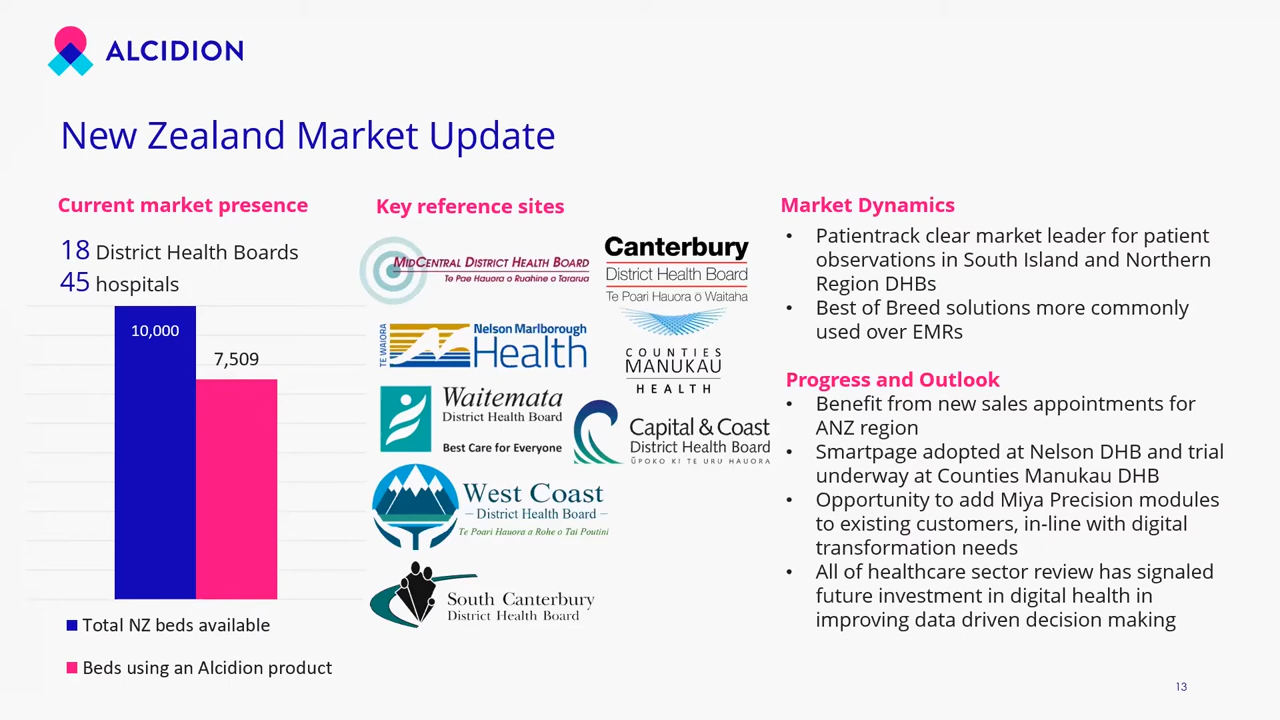 ALCIDION
New Zealand Market Update
Current market presence
18 District Health Boards
45 hospitals
10,000
7,509
Total NZ beds available
Beds using an Alcidion product
Key reference sites
MIDCENTRAL DISTRICT HEALTH BOARD
Te Pae Hauora o Ruahine o Tararua
Canterbury
District Health Board
Te Poari Hauora ō Waitaha
TE WAIORA
Nelson Marlborough
Health
COUNTIES
MANUKAU
HEALTH
Waitemata
District Health Board
Best Care for Everyone
Capital & Coast
District Health Board
ŪPOKO KI TE URU HAUORA
West Coast
District Health Board
Te Poari Hauora a Rohe o Tai Poutini
South Canterbury
District Health Board
Market Dynamics
• Patientrack clear market leader for patient
observations in South Island and Northern
Region DHBs
• Best of Breed solutions more commonly
used over EMRs
Progress and Outlook
• Benefit from new sales appointments for
ANZ region
• Smartpage adopted at Nelson DHB and trial
underway at Counties Manukau DHB
• Opportunity to add Miya Precision modules
to existing customers, in-line with digital
transformation needs
• All of healthcare sector review has signaled
future investment in digital health in
improving data driven decision making
13